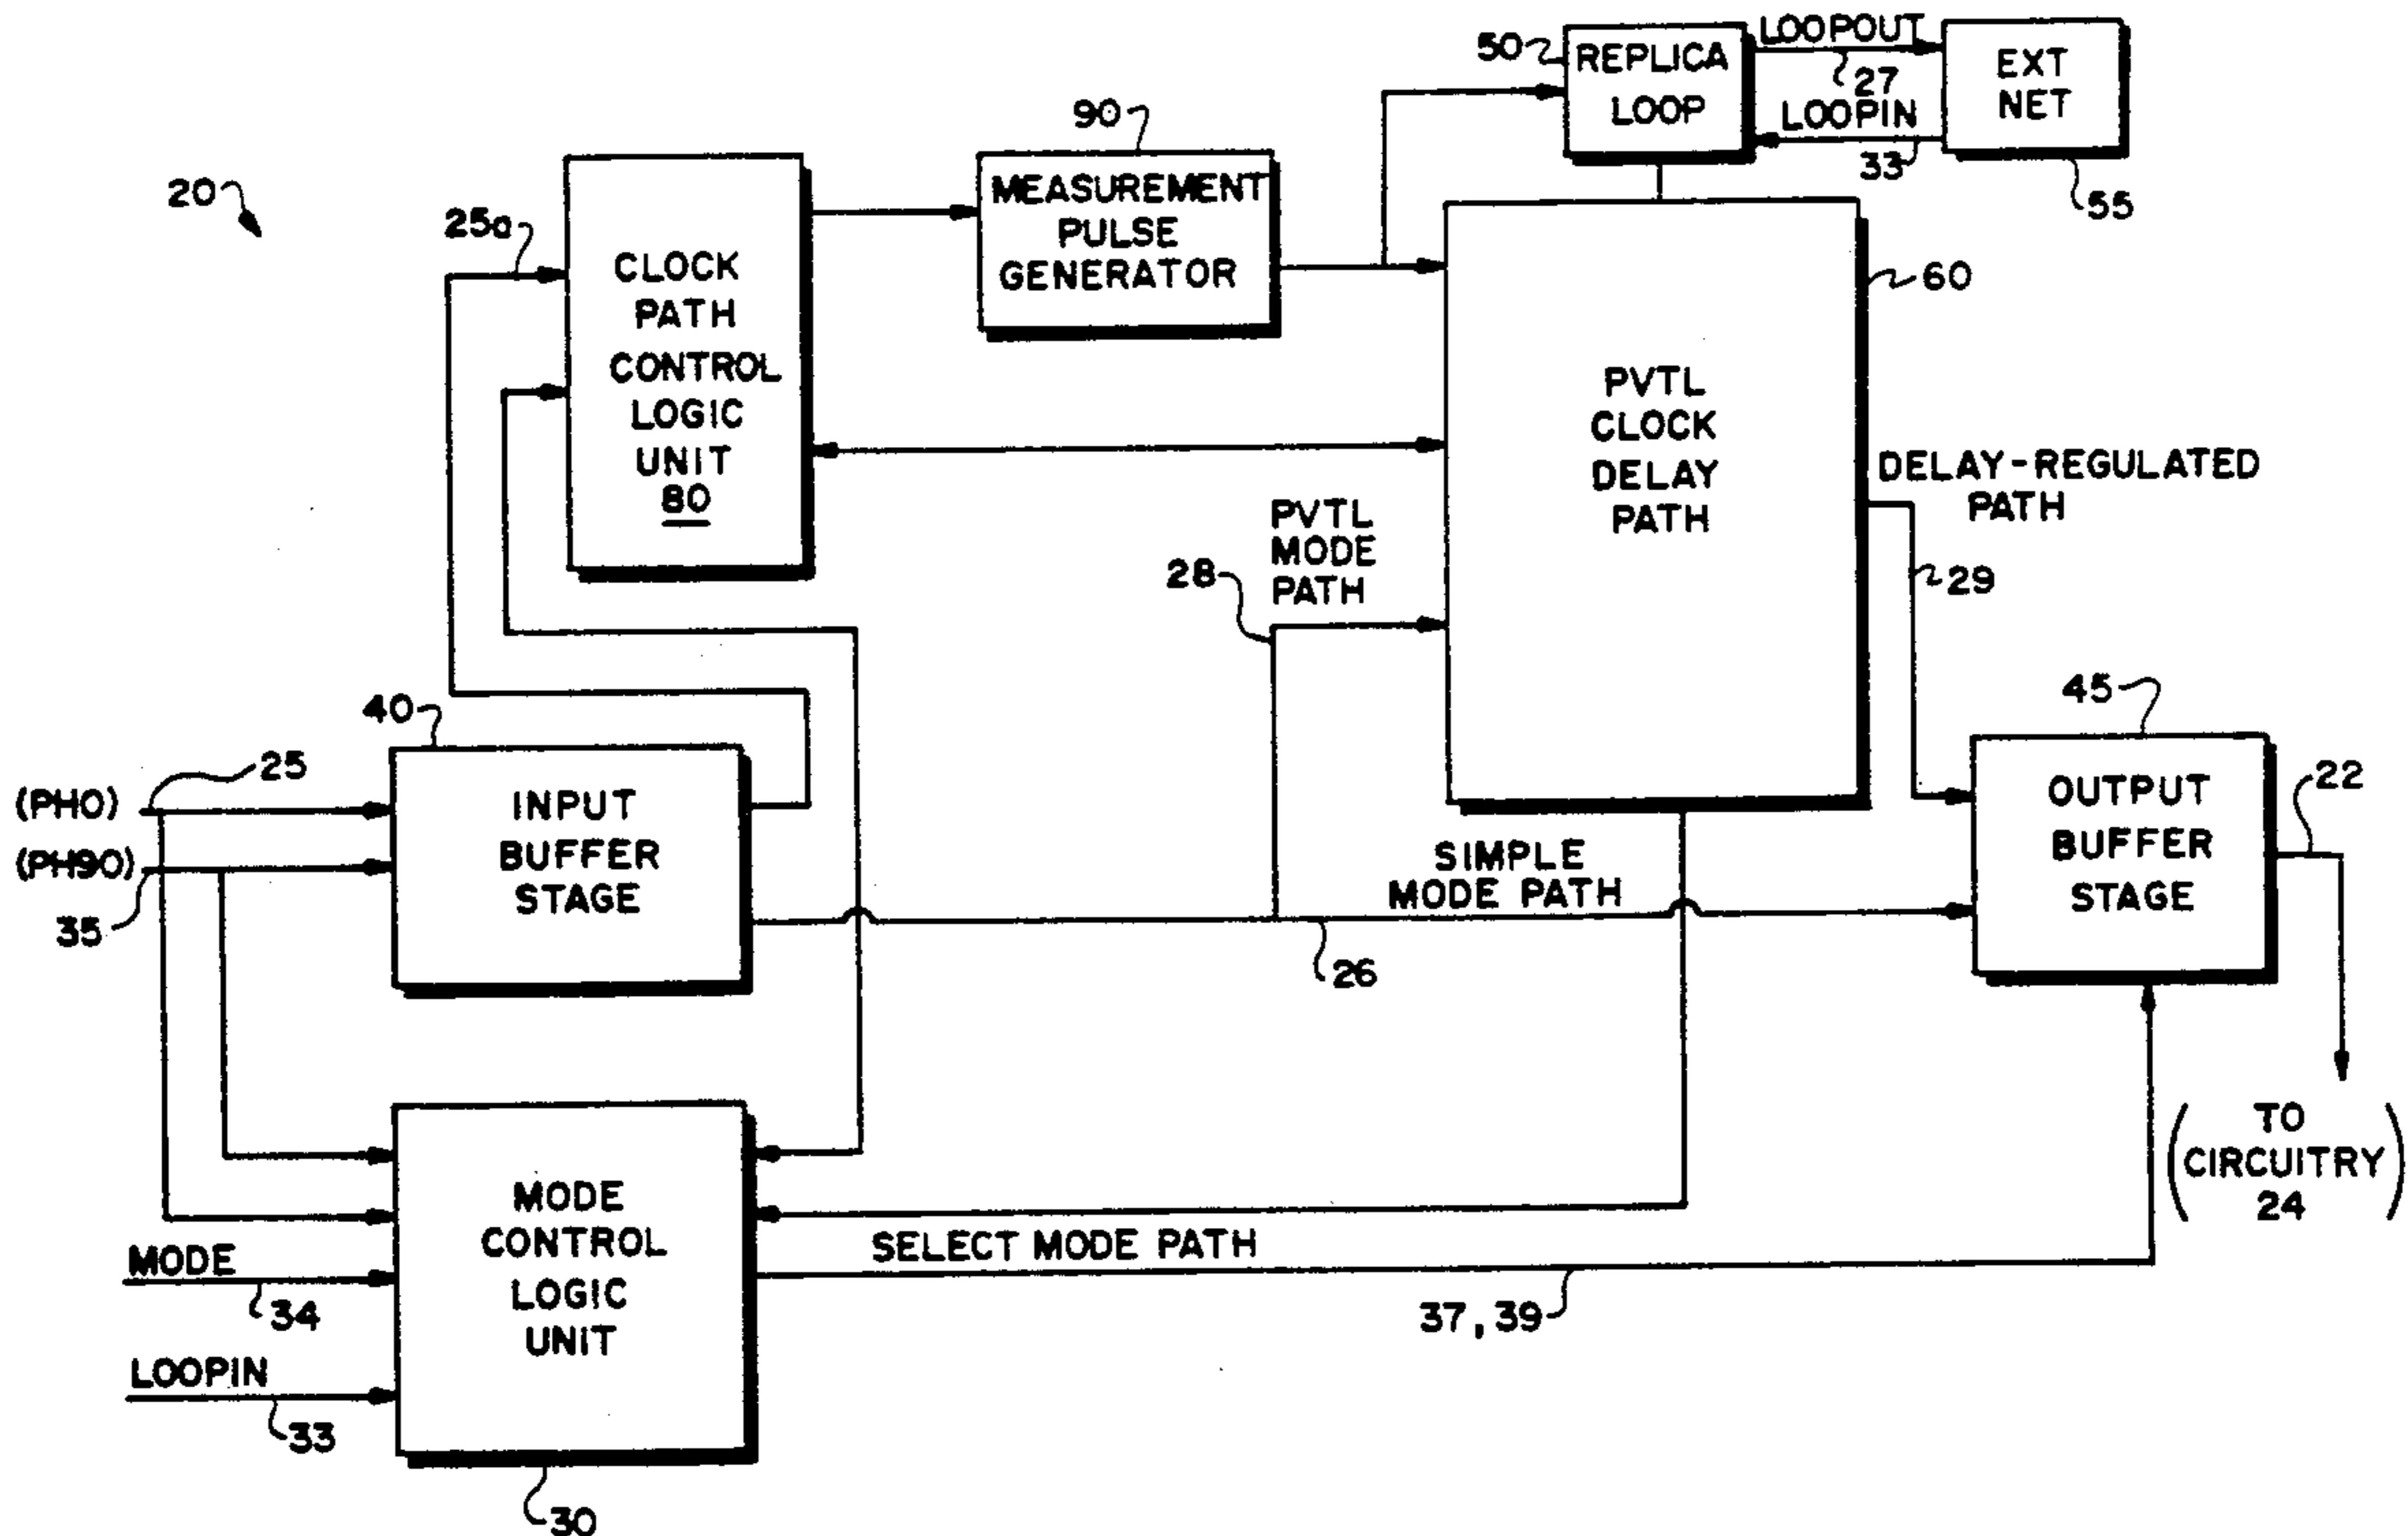 20
25a
CLOCK
PATH
CONTROL
LOGIC
UNIT
80
90
MEASUREMENT
PULSE
GENERATOR
50
REPLICA
LOOP
LOOPOUT
27
LOOPIN
33
EXT
NET
55
60
PVTL
CLOCK
DELAY
PATH
PVTL
MODE
PATH
28
DELAY-REGULATED
PATH
29
40
25
(PH0)
(PH90)
35
INPUT
BUFFER
STAGE
SIMPLE
MODE PATH
26
45
OUTPUT
BUFFER
STAGE
22
(TO
CIRCUITRY
24)
MODE
34
LOOPIN
33
MODE
CONTROL
LOGIC
UNIT
30
SELECT MODE PATH
37, 39